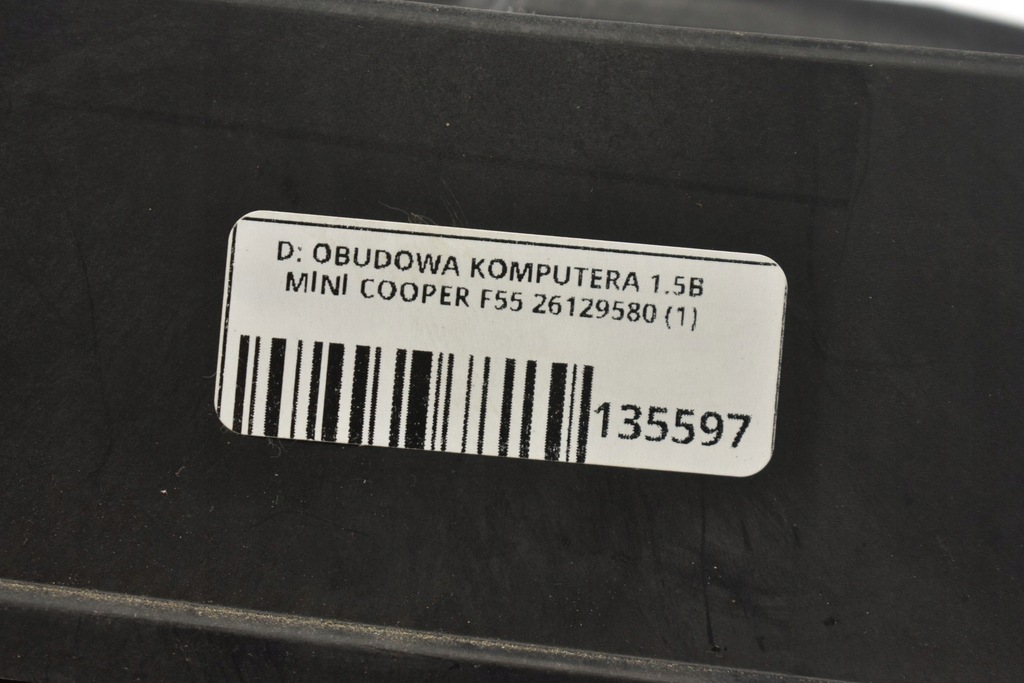 D: OBUDOWA KOMPUTERA 1.5B
MINI COOPER F55 26129580 (1)
135597